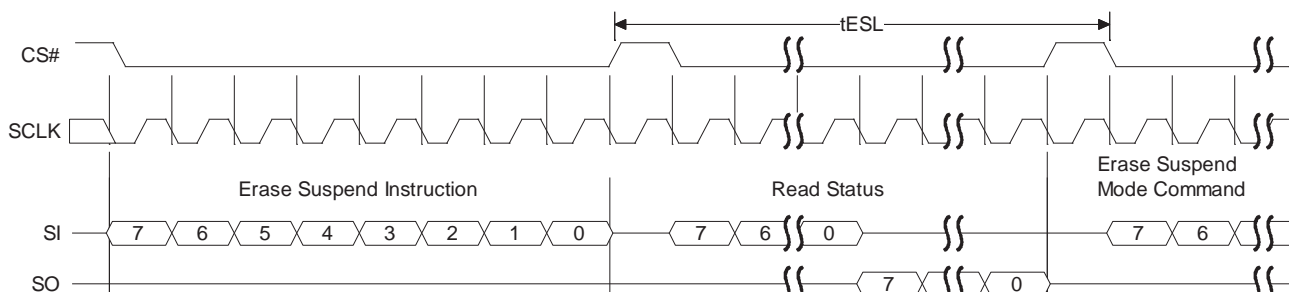 tESL
CS#
SCLK
Erase Suspend Instruction
Read Status
Erase Suspend
Mode Command
SI 7 6 5 4 3 2 1 0 7 6 0 7 6
SO 7 0